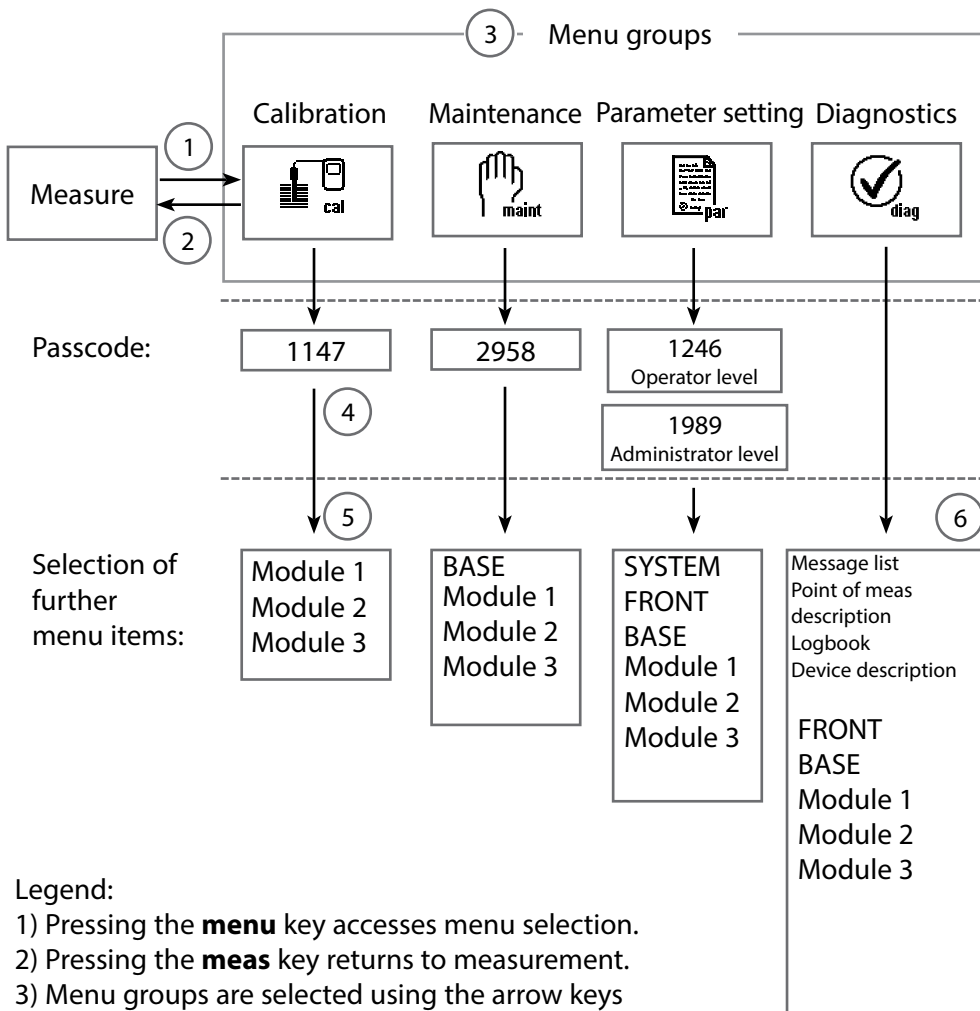 3 Menu groups
Calibration Maintenance Parameter setting Diagnostics
1
Measure
cal maint par diag
2
Passcode: 1147 2958 1246
Operator level
4
1989
Administrator level
5 6
Selection of
further
menu items:
Module 1
Module 2
Module 3
BASE
Module 1
Module 2
Module 3
SYSTEM
FRONT
BASE
Module 1
Module 2
Module 3
Message list
Point of meas
description
Logbook
Device description
FRONT
BASE
Module 1
Module 2
Module 3
Legend:
1) Pressing the menu key accesses menu selection.
2) Pressing the meas key returns to measurement.
3) Menu groups are selected using the arrow keys